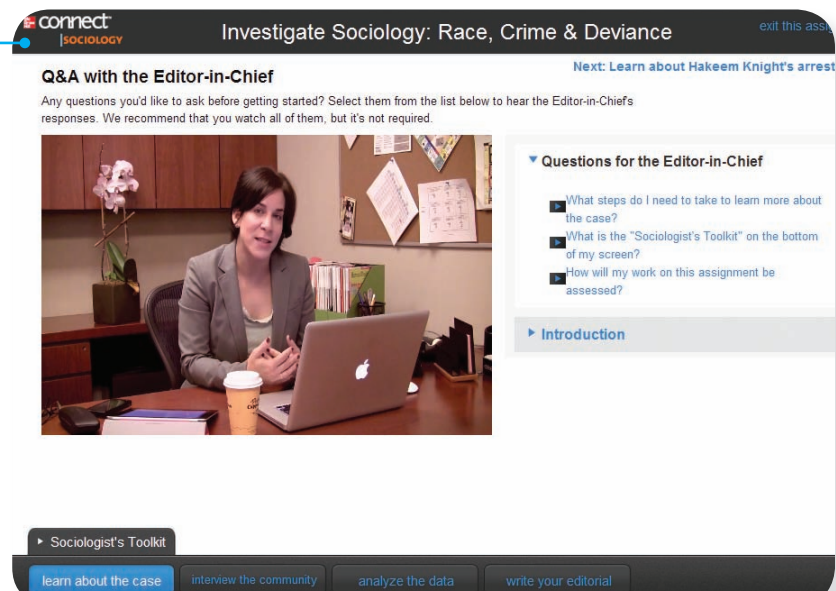 connect
|SOCIOLOGY
Investigate Sociology: Race, Crime & Deviance
exit this assi
Q&A with the Editor-in-Chief
Next: Learn about Hakeem Knight's arrest
Any questions you'd like to ask before getting started? Select them from the list below to hear the Editor-in-Chief's
responses. We recommend that you watch all of them, but it's not required.
Questions for the Editor-in-Chief
What steps do I need to take to learn more about
the case?
What is the "Sociologist's Toolkit" on the bottom
of my screen?
How will my work on this assignment be
assessed?
Introduction
Sociologist's Toolkit
learn about the case
interview the community
analyze the data
write your editorial